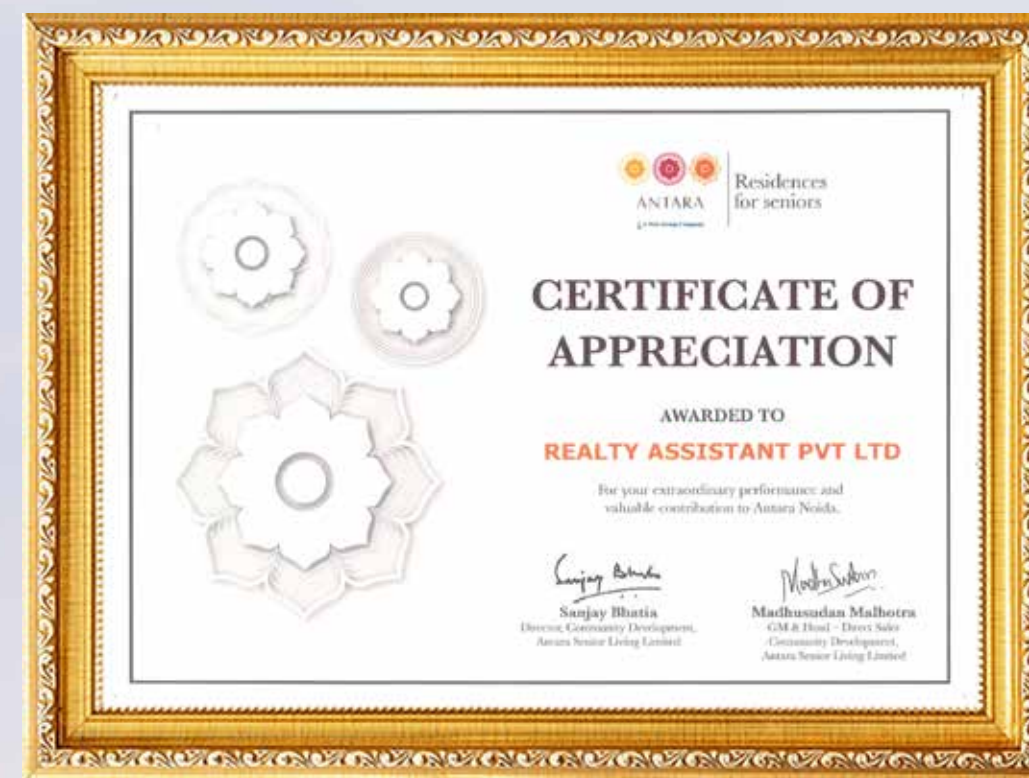 ANTARA
Residences
for seniors
CERTIFICATE OF
APPRECIATION
AWARDED TO
REALTY ASSISTANT PVT LTD
For your extraordinary performance and
valuable contribution to Antara Noida.
Sanjay Bhatia
Director, Community Development,
Antara Senior Living Limited
Madhusudan Malhotra
GM & Head - Direct Sales
Community Development,
Antara Senior Living Limited